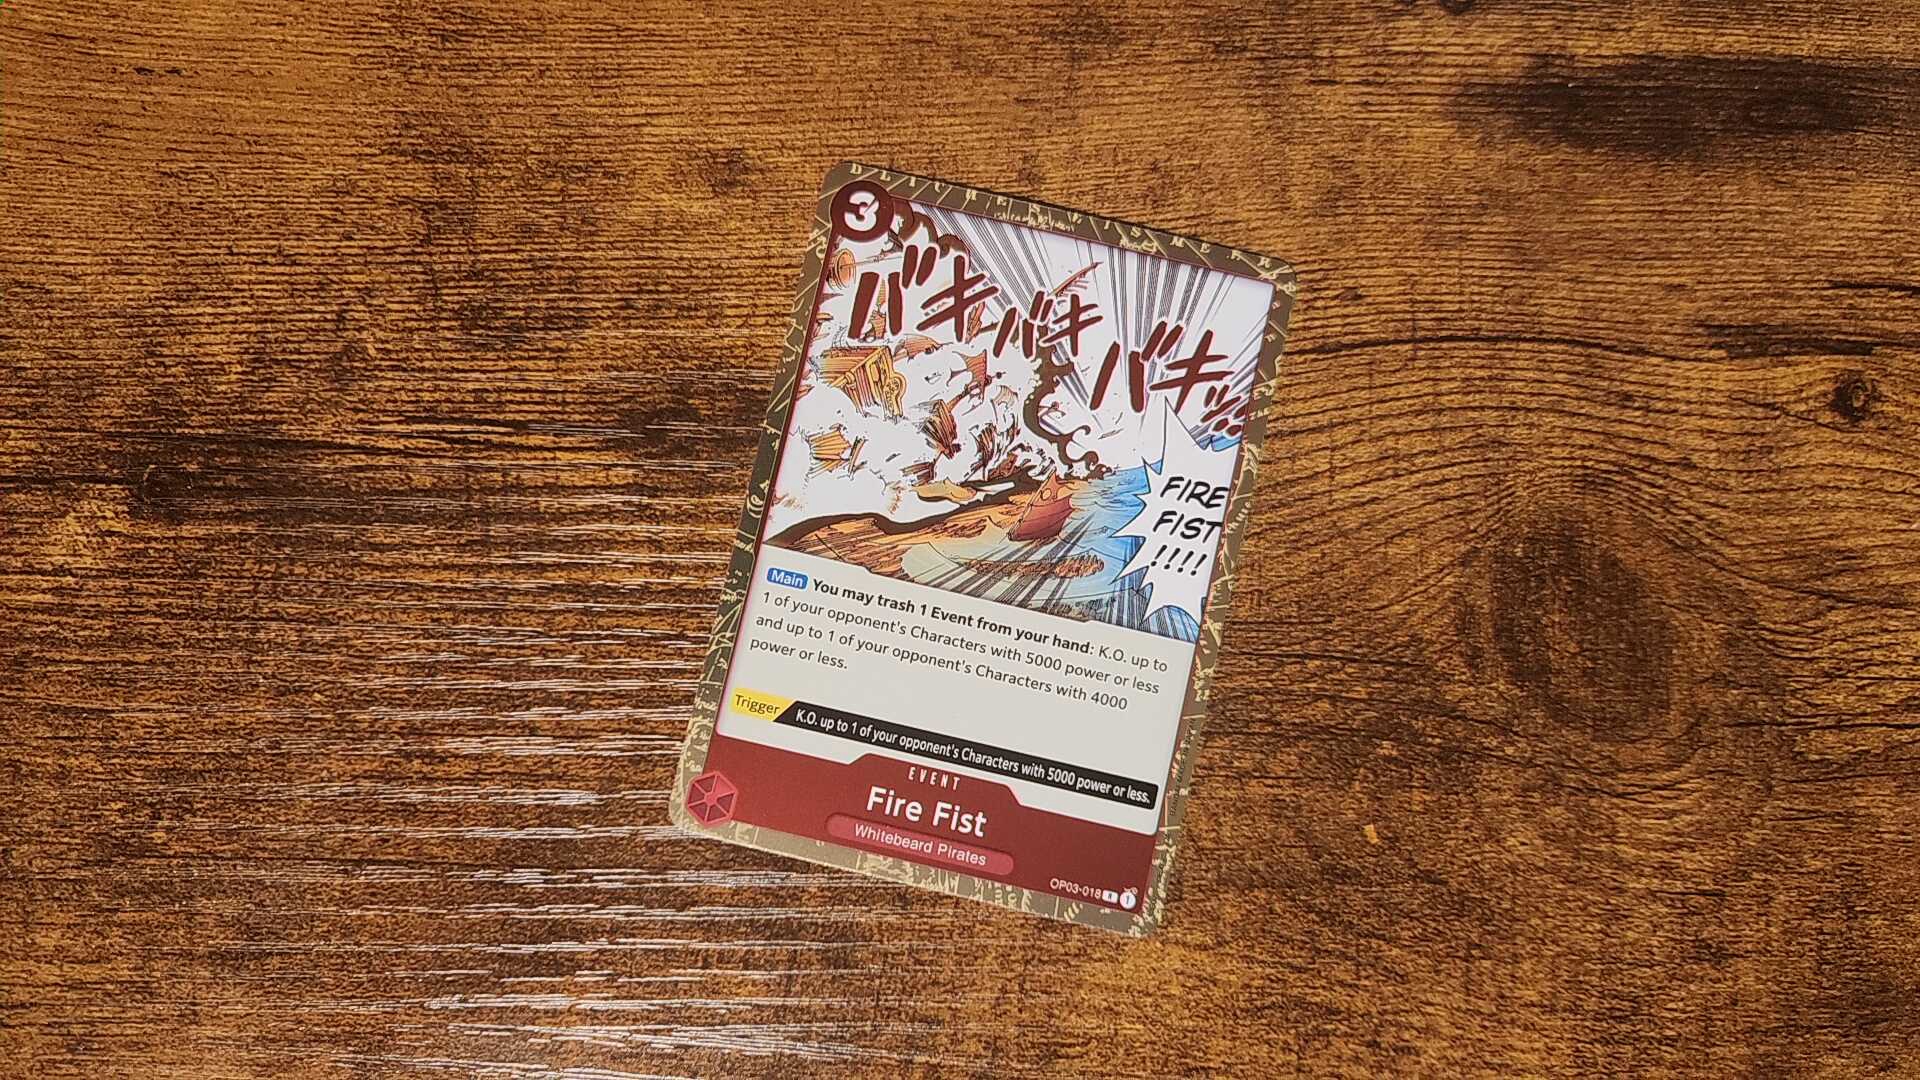 3
バキバキバキッ!!
FIRE
FIST
!!!!
Main You may trash 1 Event from your hand: K.O. up to
1 of your opponent's Characters with 5000 power or less
and up to 1 of your opponent's Characters with 4000
power or less.
Trigger K.O. up to 1 of your opponent's Characters with 5000 power or less.
EVENT
Fire Fist
Whitebeard Pirates
OP03-018 R 1